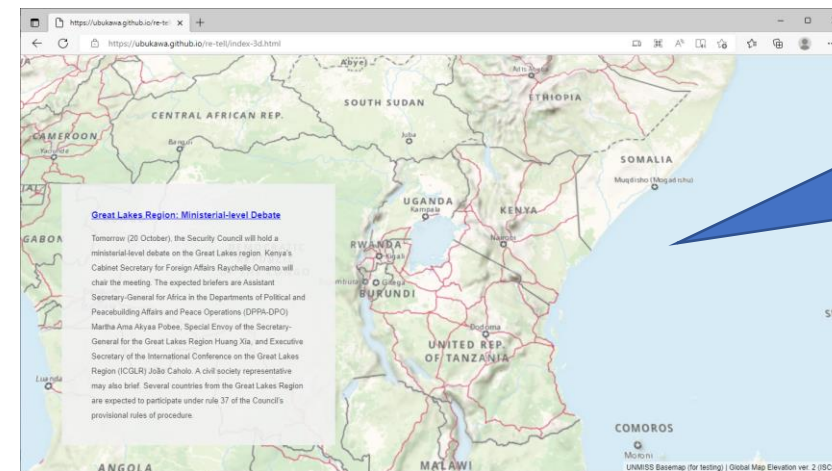 https://ubukawa.github.io/re-tell
https://ubukawa.github.io/re-tell/index-3d.html
Abyei
SOUTH SUDAN
ETHIOPIA
CENTRAL AFRICAN REP.
Juba
CAMEROON
Yaounde
SOMALIA
Muqdisho (Mogadishu)
UGANDA
Kampala
KENYA
Nairobi
GABON
RWANDA
Kigali
Gitega
BURUNDI
Great Lakes Region: Ministerial-level Debate
Tomorrow (20 October), the Security Council will hold a
ministerial-level debate on the Great Lakes region. Kenya's
Cabinet Secretary for Foreign Affairs Raychelle Omamo will
chair the meeting. The expected briefers are Assistant
Secretary-General for Africa in the Departments of Political and
Peacebuilding Affairs and Peace Operations (DPPA-DPO)
Martha Ama Akyaa Pobee, Special Envoy of the Secretary-
General for the Great Lakes Region Huang Xia, and Executive
Secretary of the International Conference on the Great Lakes
Region (ICGLR) João Caholo. A civil society representative
may also brief. Several countries from the Great Lakes Region
are expected to participate under rule 37 of the Council's
provisional rules of procedure.
Dodoma
UNITED REP.
OF TANZANIA
Luanda
COMOROS
Moroni
ANGOLA
MALAWI
UNMISS Basemap (for testing) | Global Map Elevation ver. 2 (ISC